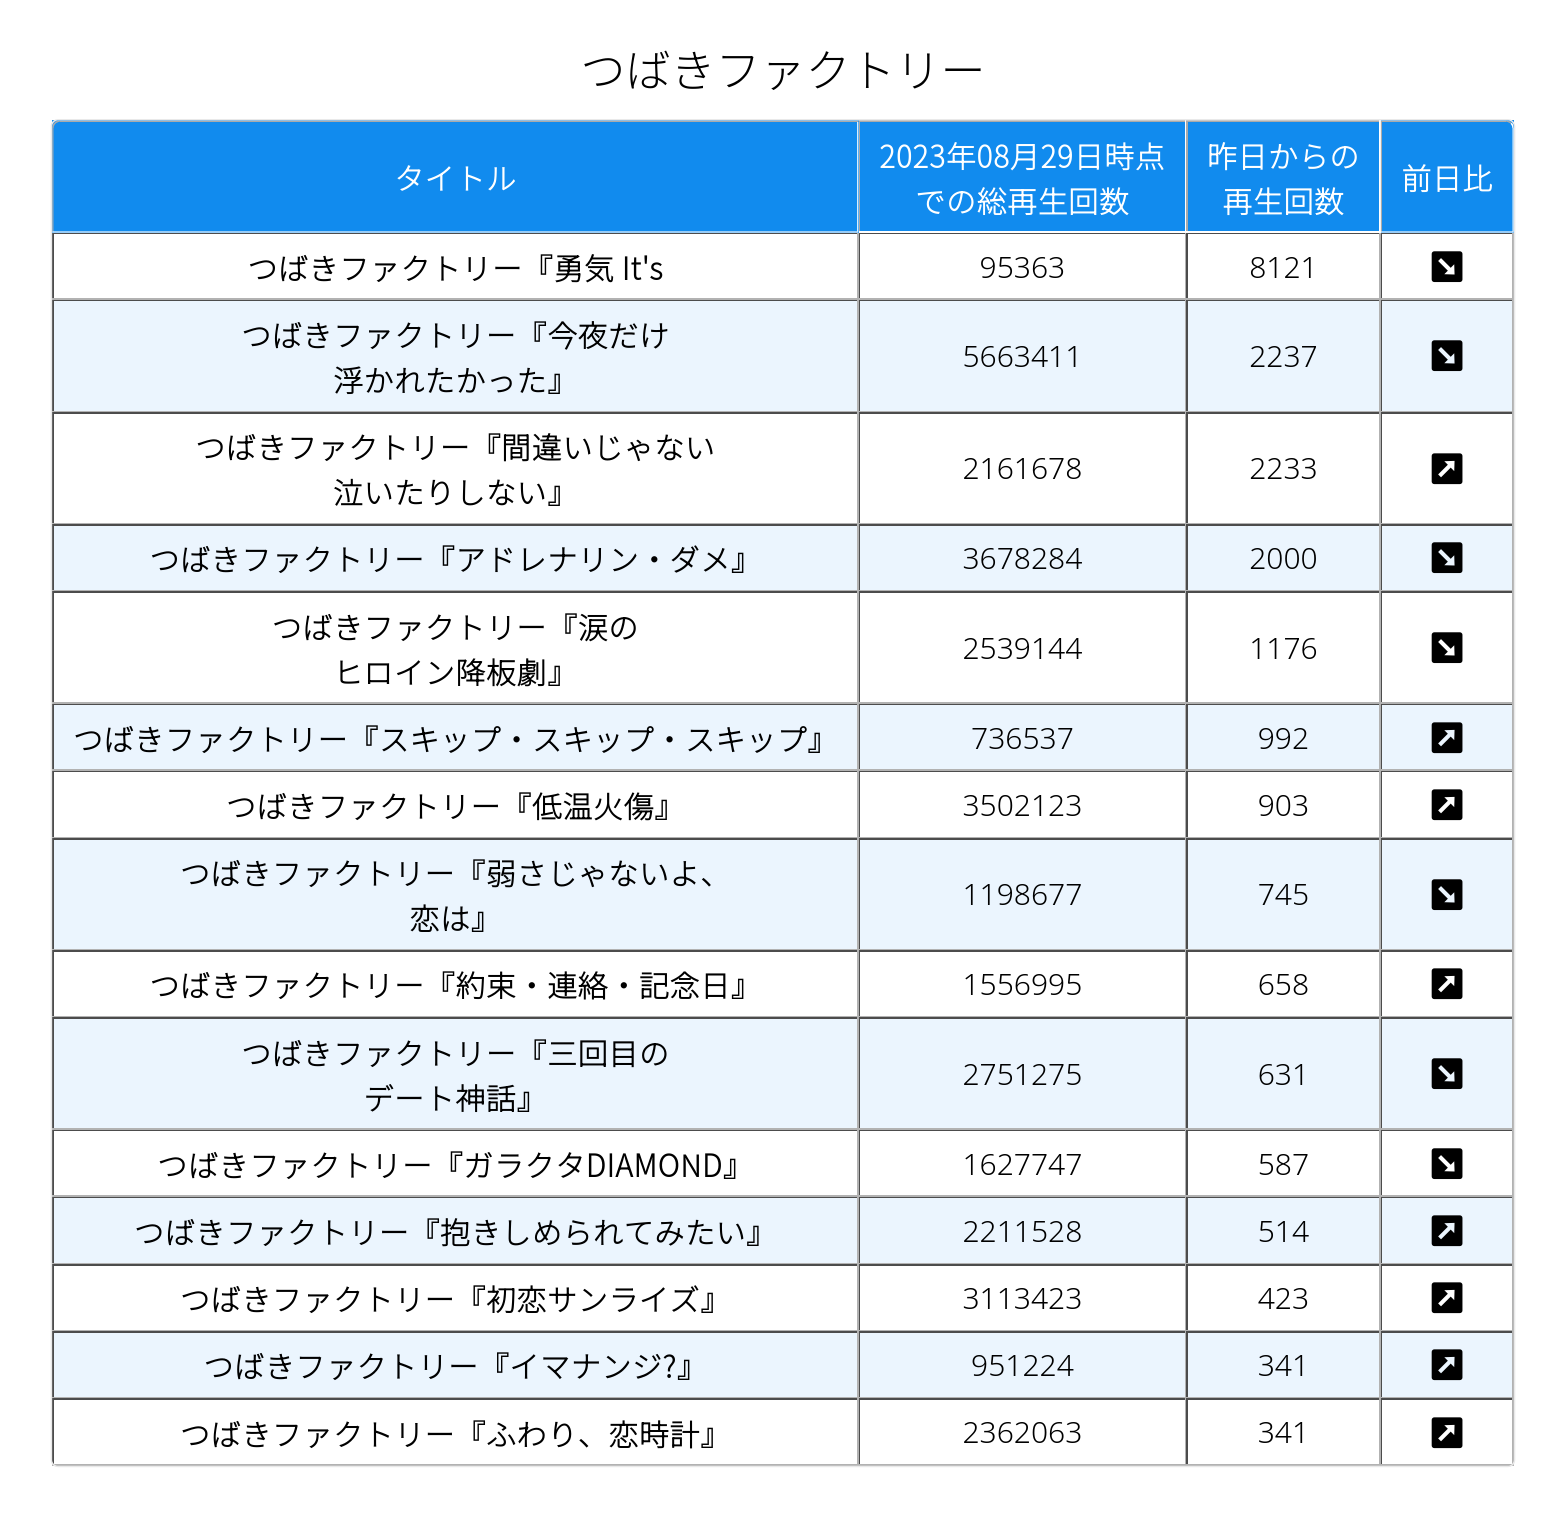 つばきファクトリー
タイトル
2023年08月29日時点
での総再生回数
昨日からの
再生回数
前日比
つばきファクトリー『勇気 It's
95363
8121
つばきファクトリー『今夜だけ
浮かれたかった』
5663411
2237
つばきファクトリー『間違いじゃない
泣いたりしない』
2161678
2233
つばきファクトリー『アドレナリン・ダメ』
3678284
2000
つばきファクトリー『涙の
ヒロイン降板劇』
2539144
1176
つばきファクトリー『スキップ・スキップ・スキップ』
736537
992
つばきファクトリー『低温火傷』
3502123
903
つばきファクトリー『弱さじゃないよ、
恋は』
1198677
745
つばきファクトリー『約束・連絡・記念日』
1556995
658
つばきファクトリー『三回目の
デート神話』
2751275
631
つばきファクトリー『ガラクタDIAMOND』
1627747
587
つばきファクトリー『抱きしめられてみたい』
2211528
514
つばきファクトリー『初恋サンライズ』
3113423
423
つばきファクトリー『イマナンジ?』
951224
341
つばきファクトリー『ふわり、恋時計』
2362063
341